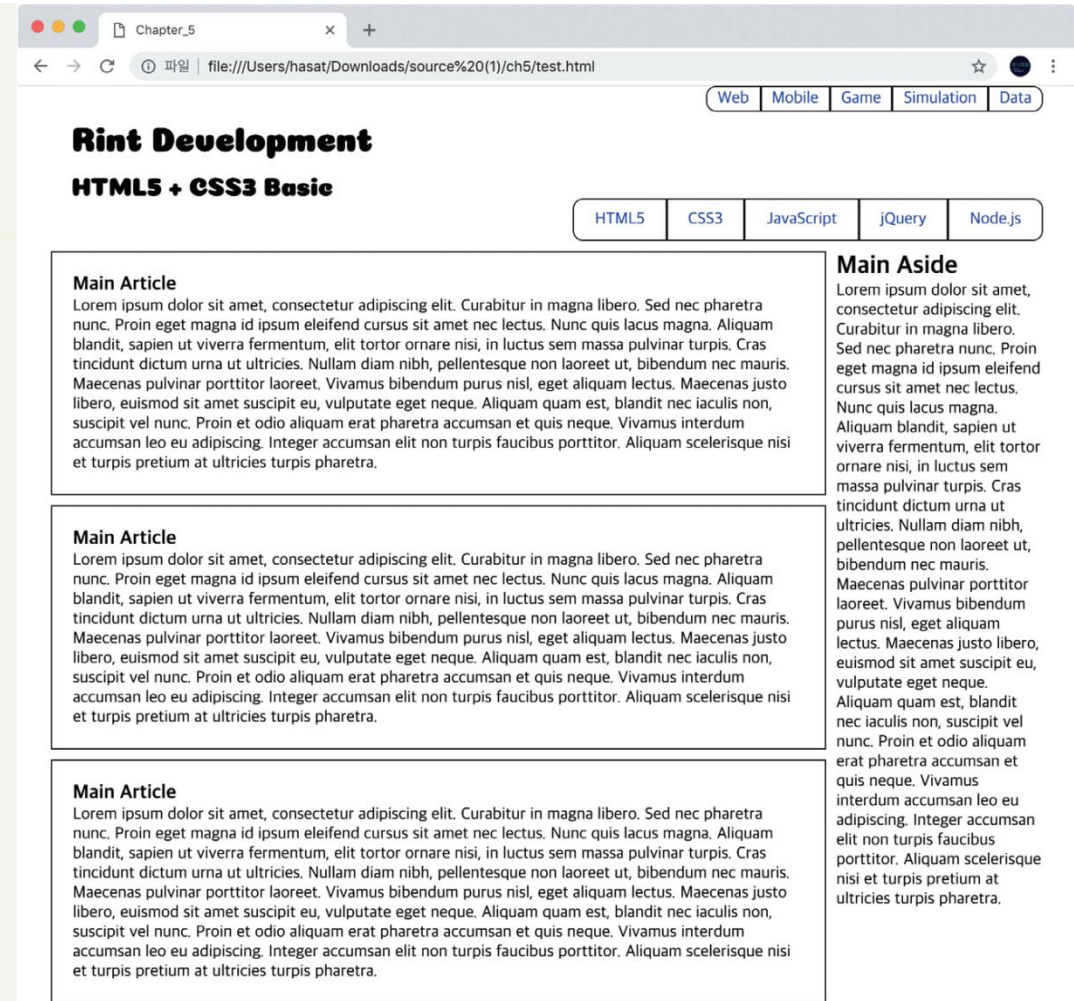 Chapter_5
파일 file:///Users/hasat/Downloads/source%20(1)/ch5/test.html
Web Mobile Game Simulation Data
Rint Development
HTML5 + CSS3 Basic
HTML5 CSS3 JavaScript jQuery Node.js
Main Article
Lorem ipsum dolor sit amet, consectetur adipiscing elit. Curabitur in magna libero. Sed nec pharetra
nunc. Proin eget magna id ipsum eleifend cursus sit amet nec lectus. Nunc quis lacus magna. Aliquam
blandit, sapien ut viverra fermentum, elit tortor ornare nisi, in luctus sem massa pulvinar turpis. Cras
tincidunt dictum urna ut ultricies. Nullam diam nibh, pellentesque non laoreet ut, bibendum nec mauris.
Maecenas pulvinar porttitor laoreet. Vivamus bibendum purus nisl, eget aliquam lectus. Maecenas justo
libero, euismod sit amet suscipit eu, vulputate eget neque. Aliquam quam est, blandit nec iaculis non,
suscipit vel nunc. Proin et odio aliquam erat pharetra accumsan et quis neque. Vivamus interdum
accumsan leo eu adipiscing. Integer accumsan elit non turpis faucibus porttitor. Aliquam scelerisque nisi
et turpis pretium at ultricies turpis pharetra.
Main Article
Lorem ipsum dolor sit amet, consectetur adipiscing elit. Curabitur in magna libero. Sed nec pharetra
nunc. Proin eget magna id ipsum eleifend cursus sit amet nec lectus. Nunc quis lacus magna. Aliquam
blandit, sapien ut viverra fermentum, elit tortor ornare nisi, in luctus sem massa pulvinar turpis. Cras
tincidunt dictum urna ut ultricies. Nullam diam nibh, pellentesque non laoreet ut, bibendum nec mauris.
Maecenas pulvinar porttitor laoreet. Vivamus bibendum purus nisl, eget aliquam lectus. Maecenas justo
libero, euismod sit amet suscipit eu, vulputate eget neque. Aliquam quam est, blandit nec iaculis non,
suscipit vel nunc. Proin et odio aliquam erat pharetra accumsan et quis neque. Vivamus interdum
accumsan leo eu adipiscing. Integer accumsan elit non turpis faucibus porttitor. Aliquam scelerisque nisi
et turpis pretium at ultricies turpis pharetra.
Main Article
Lorem ipsum dolor sit amet, consectetur adipiscing elit. Curabitur in magna libero. Sed nec pharetra
nunc. Proin eget magna id ipsum eleifend cursus sit amet nec lectus. Nunc quis lacus magna. Aliquam
blandit, sapien ut viverra fermentum, elit tortor ornare nisi, in luctus sem massa pulvinar turpis. Cras
tincidunt dictum urna ut ultricies. Nullam diam nibh, pellentesque non laoreet ut, bibendum nec mauris.
Maecenas pulvinar porttitor laoreet. Vivamus bibendum purus nisl, eget aliquam lectus. Maecenas justo
libero, euismod sit amet suscipit eu, vulputate eget neque. Aliquam quam est, blandit nec iaculis non,
suscipit vel nunc. Proin et odio aliquam erat pharetra accumsan et quis neque. Vivamus interdum
accumsan leo eu adipiscing. Integer accumsan elit non turpis faucibus porttitor. Aliquam scelerisque nisi
et turpis pretium at ultricies turpis pharetra.
Main Aside
Lorem ipsum dolor sit amet,
consectetur adipiscing elit.
Curabitur in magna libero.
Sed nec pharetra nunc. Proin
eget magna id ipsum eleifend
cursus sit amet nec lectus.
Nunc quis lacus magna.
Aliquam blandit, sapien ut
viverra fermentum, elit tortor
ornare nisi, in luctus sem
massa pulvinar turpis. Cras
tincidunt dictum urna ut
ultricies. Nullam diam nibh,
pellentesque non laoreet ut,
bibendum nec mauris.
Maecenas pulvinar porttitor
laoreet. Vivamus bibendum
purus nisl, eget aliquam
lectus. Maecenas justo libero,
euismod sit amet suscipit eu,
vulputate eget neque.
Aliquam quam est, blandit
nec iaculis non, suscipit vel
nunc. Proin et odio aliquam
erat pharetra accumsan et
quis neque. Vivamus
interdum accumsan leo eu
adipiscing. Integer accumsan
elit non turpis faucibus
porttitor. Aliquam scelerisque
nisi et turpis pretium at
ultricies turpis pharetra.